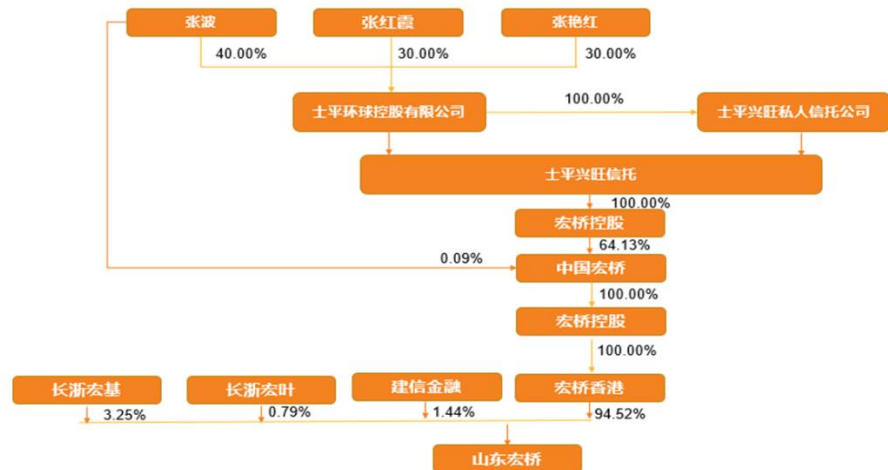 张波
张红霞
张艳红
40.00%
30.00%
30.00%
士平环球控股有限公司
100.00%
士平兴旺私人信托公司
士平兴旺信托
100.00%
宏桥控股
64.13%
0.09%
中国宏桥
100.00%
宏桥控股
100.00%
长浙宏基
长浙宏叶
建信金融
宏桥香港
3.25%
0.79%
1.44%
94.52%
山东宏桥